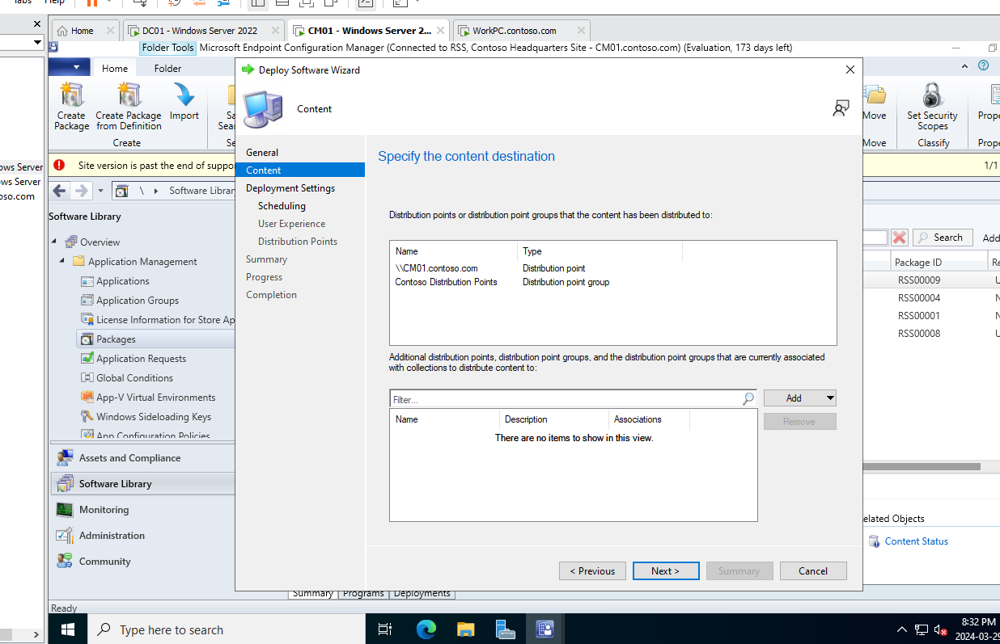 Tabs Help
Home DC01 - Windows Server 2022 CM01 - Windows Server 2... WorkPC.contoso.com
Folder Tools Microsoft Endpoint Configuration Manager (Connected to RSS, Contoso Headquarters Site - CM01.contoso.com) (Evaluation, 173 days left)
Home Folder
Create Package
Create Package from Definition
Import
Create
Move
Move
Set Security Scopes
Classify
Site version is past the end of suppo
1/1
ows Server
ws Server
oso.com
\ Software Library
Software Library
Overview
Application Management
Applications
Application Groups
License Information for Store Ap
Packages
Application Requests
Global Conditions
App-V Virtual Environments
Windows Sideloading Keys
App Configuration Policies
Assets and Compliance
Software Library
Monitoring
Administration
Community
Deploy Software Wizard
Content
General
Content
Deployment Settings
Scheduling
User Experience
Distribution Points
Summary
Progress
Completion
Specify the content destination
Distribution points or distribution point groups that the content has been distributed to:
Name Type
\\CM01.contoso.com Distribution point
Contoso Distribution Points Distribution point group
Additional distribution points, distribution point groups, and the distribution point groups that are currently associated
with collections to distribute content to:
Filter...
Add
Remove
Name Description Associations
There are no items to show in this view.
< Previous Next > Summary Cancel
Search Add
Package ID
RSS00009
RSS00004
RSS00001
RSS00008
elated Objects
Content Status
Summary Programs Deployments
Ready
Type here to search
8:32 PM
2024-03-29